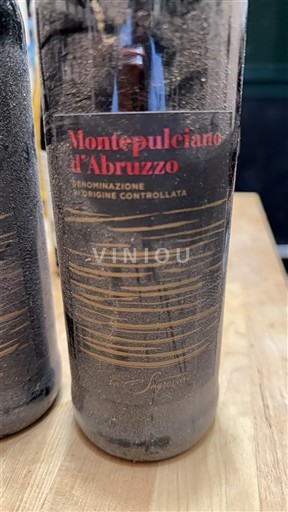 Montepulciano
d'Abruzzo
DENOMINAZIONE
DI ORIGINE CONTROLLATA
VINIOU